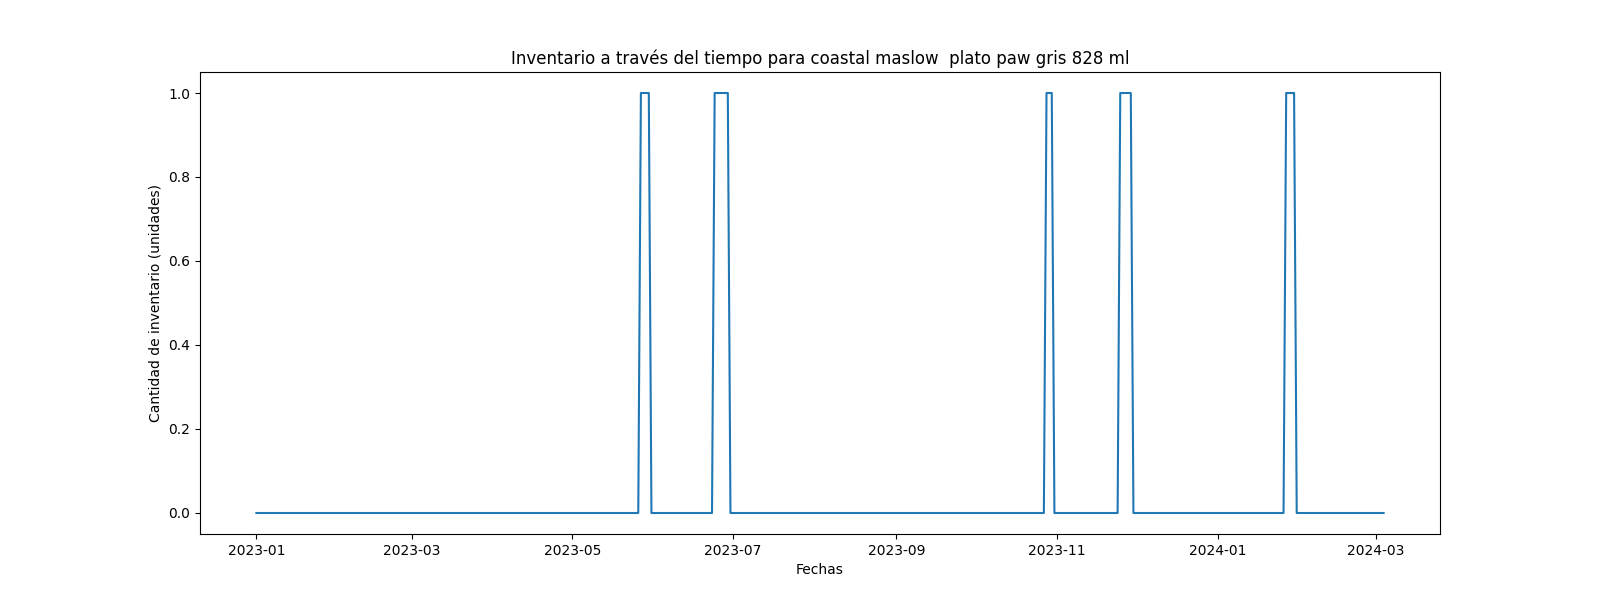 Inventario a través del tiempo para coastal maslow  plato paw gris 828 ml
Cantidad de inventario (unidades)
1.0
0.8
0.6
0.4
0.2
0.0
2023-01 2023-03 2023-05 2023-07 2023-09 2023-11 2024-01 2024-03
Fechas